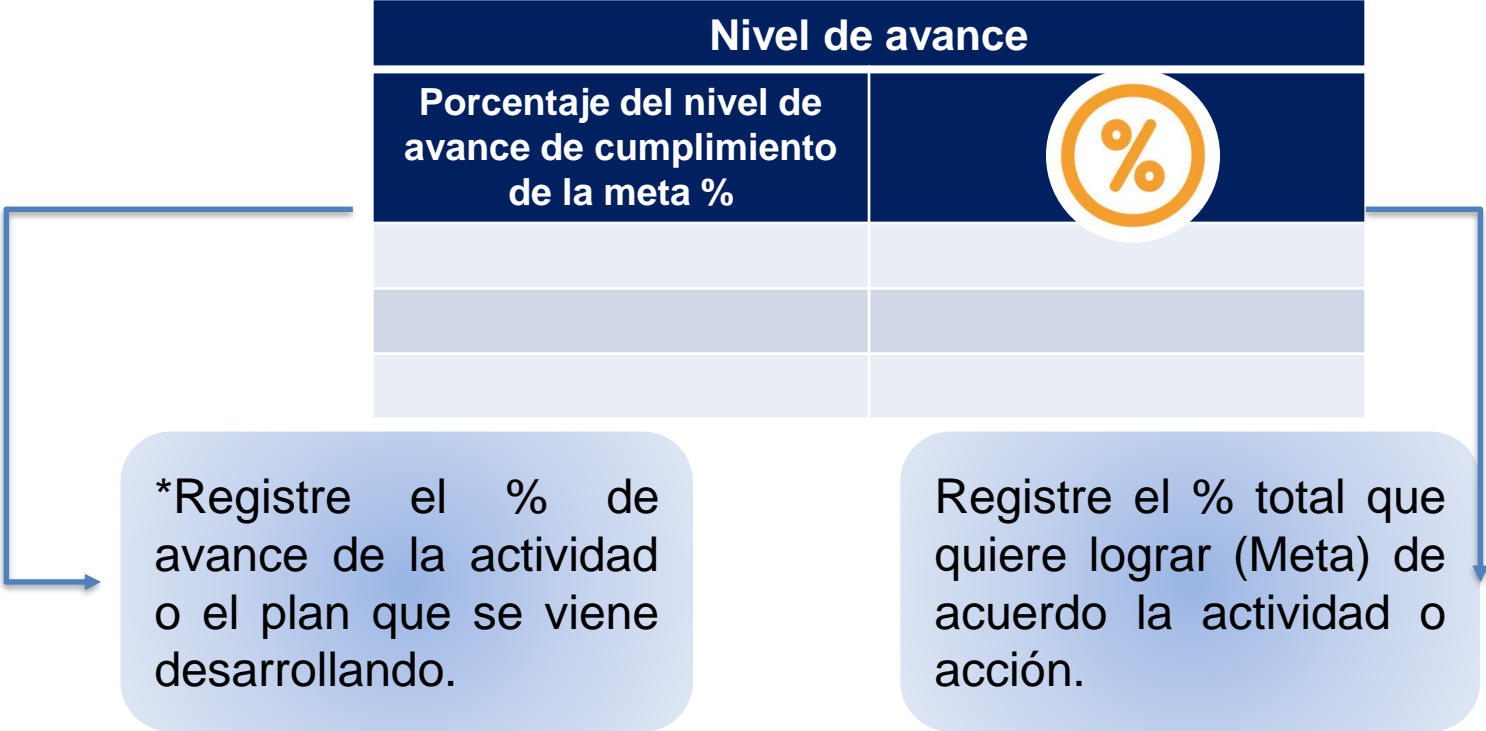 Nivel de avance
Porcentaje del nivel de
avance de cumplimiento
de la meta %
%
*Registre el % de
avance de la actividad
o el plan que se viene
desarrollando.
Registre el % total que
quiere lograr (Meta) de
acuerdo la actividad o
acción.